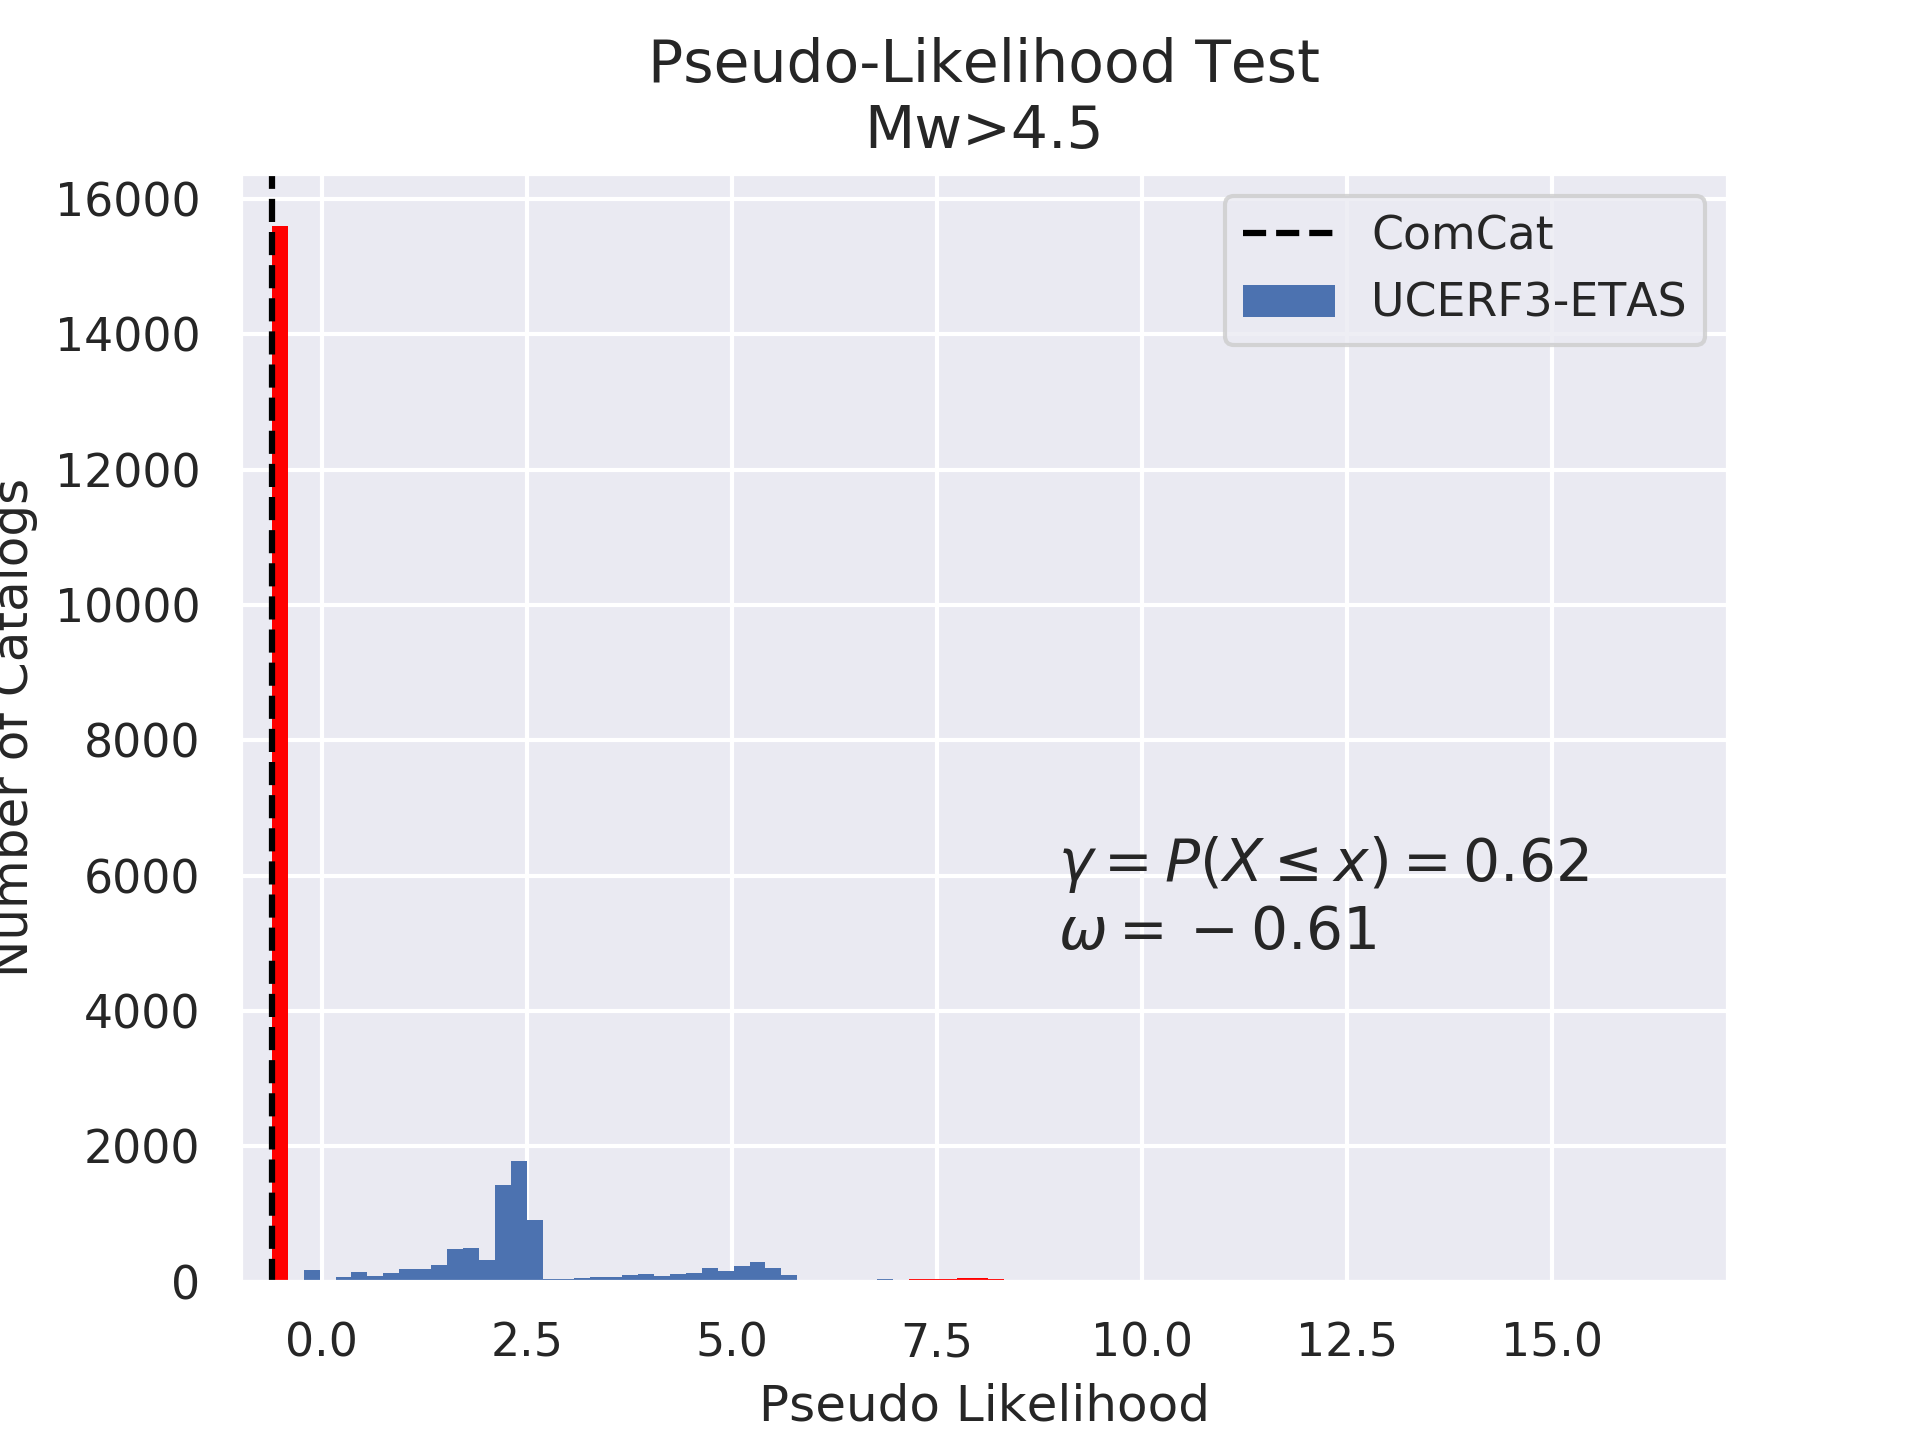 Pseudo-Likelihood Test
Mw>4.5
16000
14000
12000
10000
8000
6000
4000
2000
0
Number of Catalogs
ComCat
UCERF3-ETAS
γ = P(X ≤ x) = 0.62
ω = − 0.61
0.0 2.5 5.0 7.5 10.0 12.5 15.0
Pseudo Likelihood